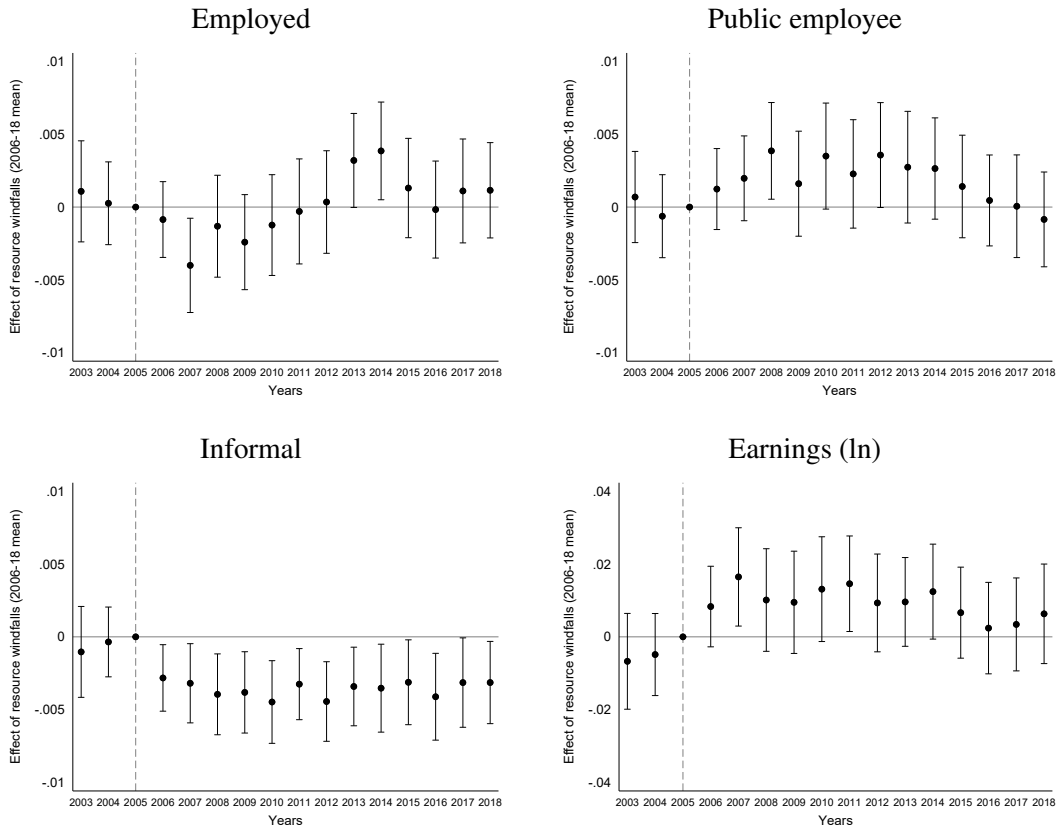 Employed
Effect of resource windfalls (2006-18 mean)
.01
.005
0
-.005
-.01
2003 2004 2005 2006 2007 2008 2009 2010 2011 2012 2013 2014 2015 2016 2017 2018
Years
Public employee
Effect of resource windfalls (2006-18 mean)
.01
.005
0
-.005
-.01
2003 2004 2005 2006 2007 2008 2009 2010 2011 2012 2013 2014 2015 2016 2017 2018
Years
Informal
Effect of resource windfalls (2006-18 mean)
.01
.005
0
-.005
-.01
2003 2004 2005 2006 2007 2008 2009 2010 2011 2012 2013 2014 2015 2016 2017 2018
Years
Earnings (ln)
Effect of resource windfalls (2006-18 mean)
.04
.02
0
-.02
-.04
2003 2004 2005 2006 2007 2008 2009 2010 2011 2012 2013 2014 2015 2016 2017 2018
Years